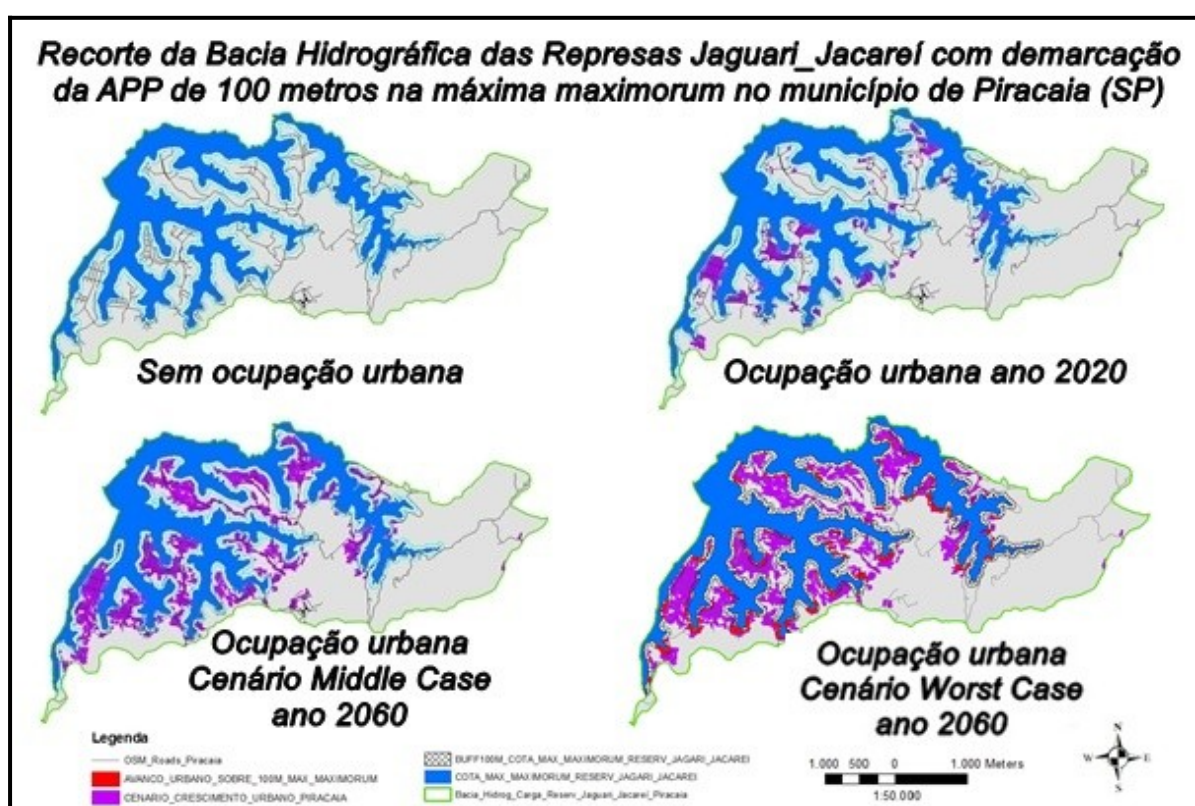 Recorte da Bacia Hidrográfica das Represas Jaguari_Jacareí com demarcação
da APP de 100 metros na máxima maximorum no município de Piracaia (SP)
Sem ocupação urbana
Ocupação urbana ano 2020
Ocupação urbana
Cenário Middle Case
ano 2060
Ocupação urbana
Cenário Worst Case
ano 2060
Legenda
OSM_Roads_Piracaia
AVANCO_URBANO_SOBRE_100M_MAX_MAXIMORUM
CENARIO_CRESCIMENTO_URBANO_PIRACAIA
BUFF100M_COTA_MAX_MAXIMORUM_RESERV_JAGARI_JACAREI
COTA_MAX_MAXIMORUM_RESERV_JAGARI_JACAREI
Bacia_Hidrog_Carga_Reserv_Jaguari_Jacarei_Piracaia
1.000 500 0 1.000 Meters
1:50.000
N
W E
S